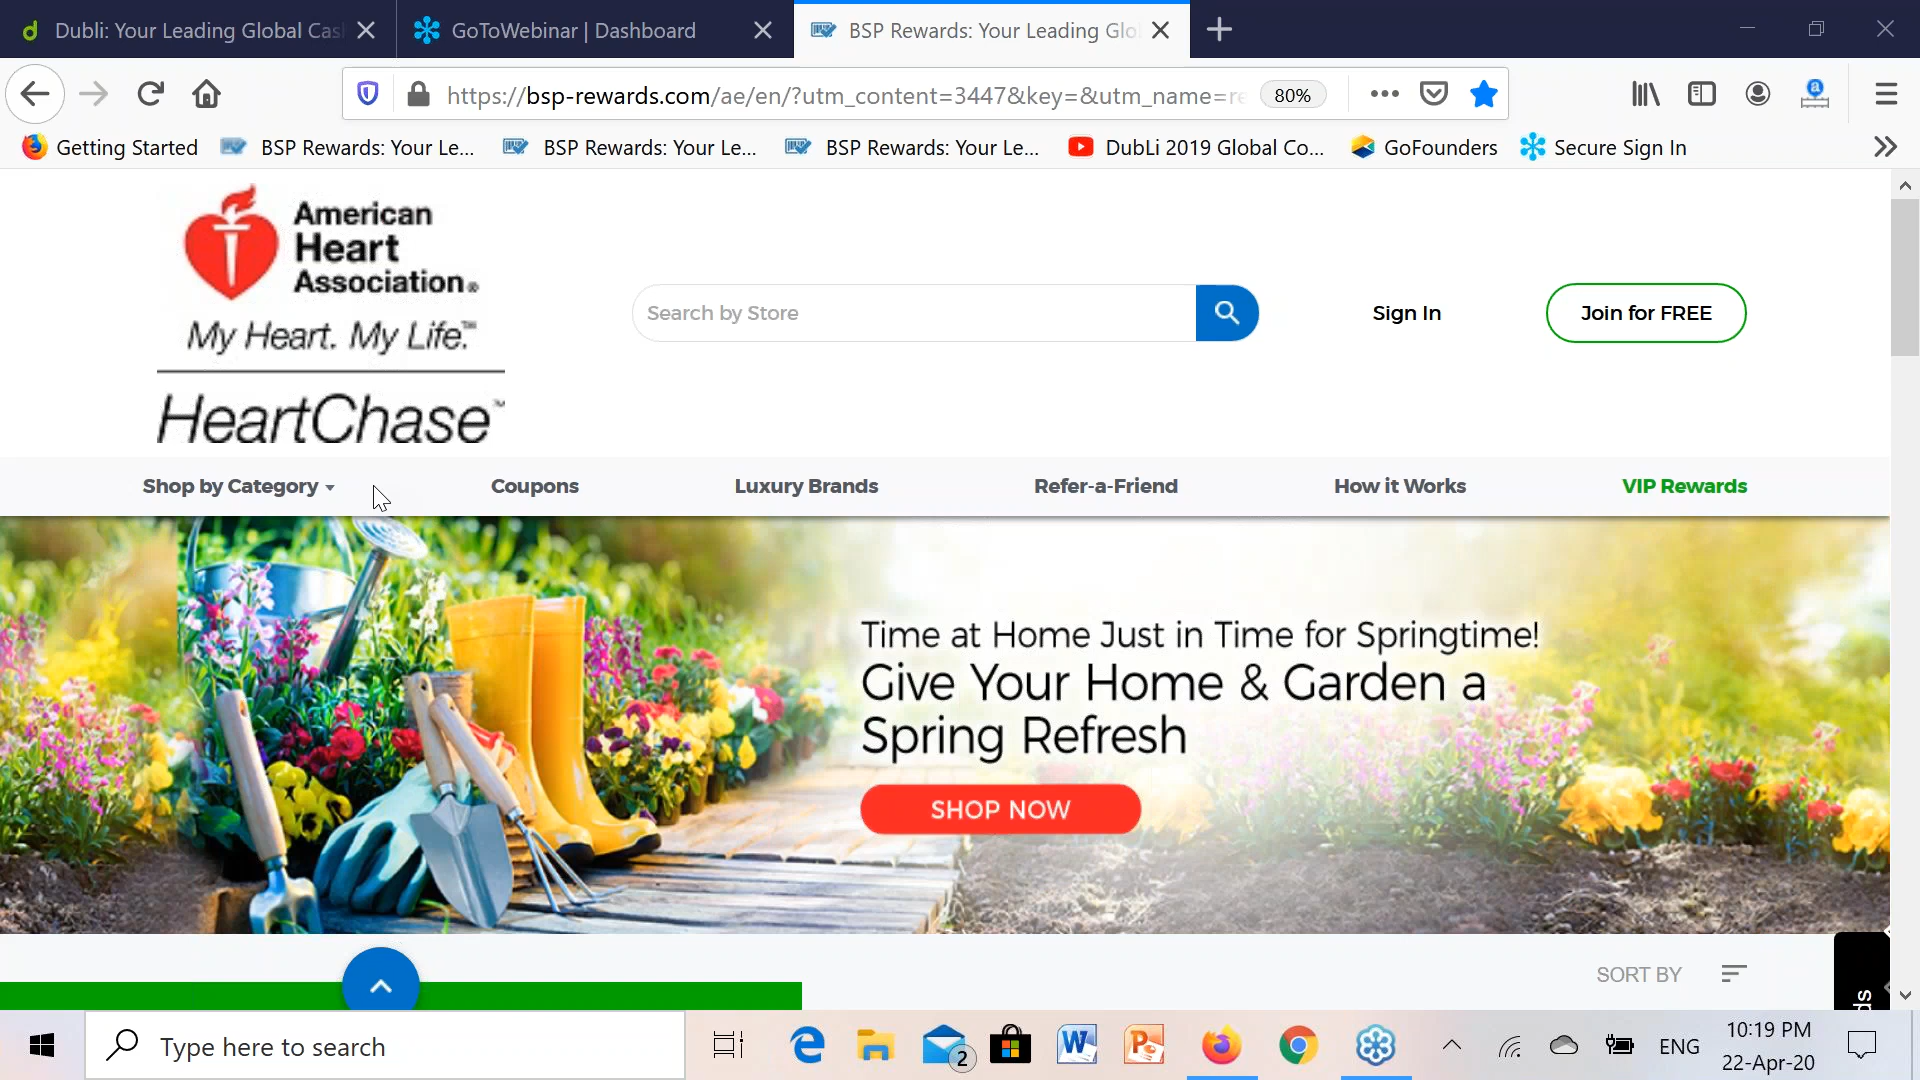 Dubli: Your Leading Global Cas
GoToWebinar | Dashboard
BSP Rewards: Your Leading Glo
https://bsp-rewards.com/ae/en/?utm_content=3447&key=&utm_name=re
80%
Getting Started
BSP Rewards: Your Le...
BSP Rewards: Your Le...
BSP Rewards: Your Le...
DubLi 2019 Global Co...
GoFounders
Secure Sign In
American
Heart
Association®
My Heart. My Life.™
HeartChase™
Search by Store
Sign In
Join for FREE
Shop by Category
Coupons
Luxury Brands
Refer-a-Friend
How it Works
VIP Rewards
Time at Home Just in Time for Springtime!
Give Your Home & Garden a
Spring Refresh
SHOP NOW
SORT BY
ds
Type here to search
2
ENG
10:19 PM
22-Apr-20